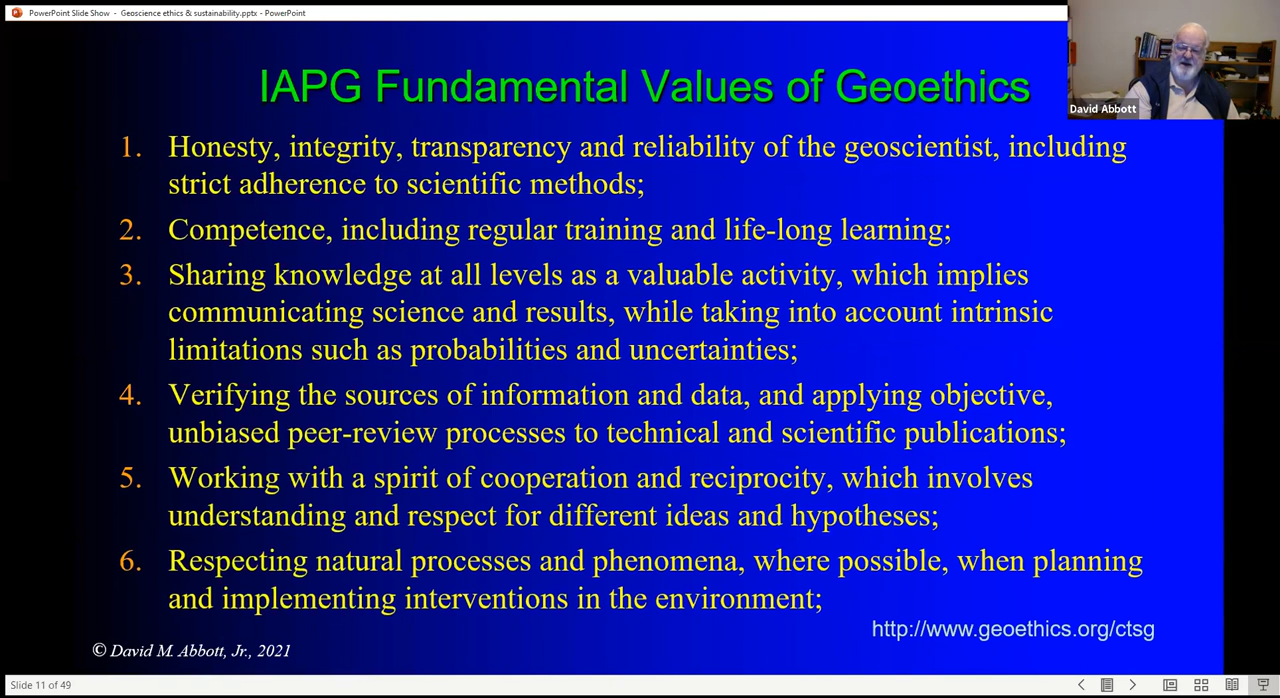 PowerPoint Slide Show - Geoscience ethics & sustainability.pptx - PowerPoint
IAPG Fundamental Values of Geoethics
David Abbott
1. Honesty, integrity, transparency and reliability of the geoscientist, including
strict adherence to scientific methods;
2. Competence, including regular training and life-long learning;
3. Sharing knowledge at all levels as a valuable activity, which implies
communicating science and results, while taking into account intrinsic
limitations such as probabilities and uncertainties;
4. Verifying the sources of information and data, and applying objective,
unbiased peer-review processes to technical and scientific publications;
5. Working with a spirit of cooperation and reciprocity, which involves
understanding and respect for different ideas and hypotheses;
6. Respecting natural processes and phenomena, where possible, when planning
and implementing interventions in the environment;
http://www.geoethics.org/ctsg
© David M. Abbott, Jr., 2021
Slide 11 of 49